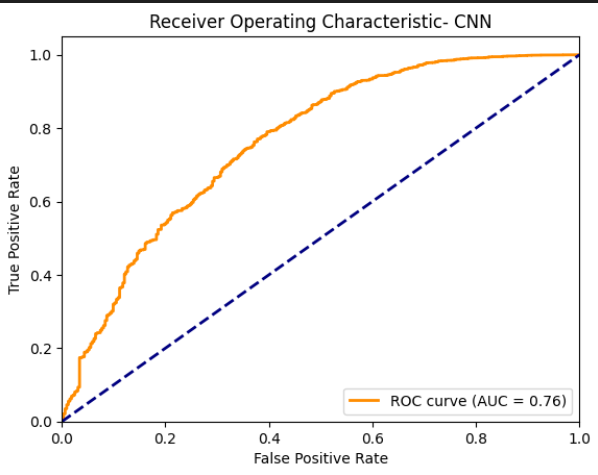 Receiver Operating Characteristic- CNN
1.0
0.8
0.6
0.4
0.2
0.0
True Positive Rate
ROC curve (AUC = 0.76)
0.0 0.2 0.4 0.6 0.8 1.0
False Positive Rate